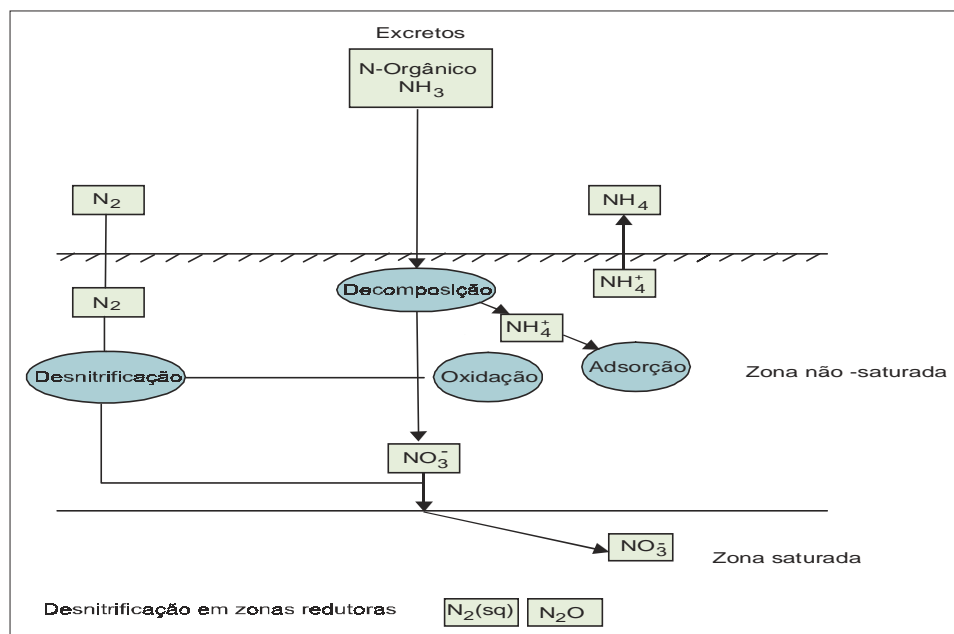 Excretos
N-Orgânico
NH3
N2
NH4
N2
Decomposição
NH4+
NH4+
Desnitrificação
Oxidação
Adsorção
Zona não -saturada
NO3-
NO3-
Zona saturada
Desnitrificação em zonas redutoras
N2(sq)
N2O